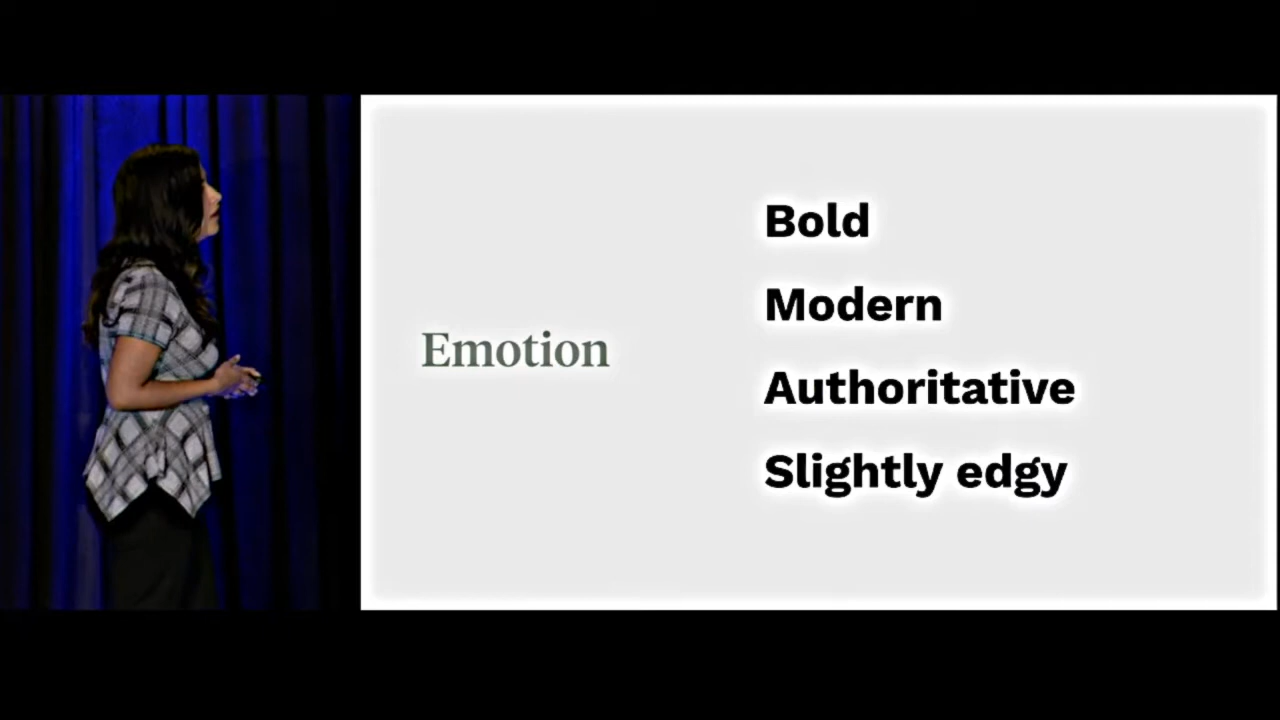 Emotion
Bold
Modern
Authoritative
Slightly edgy